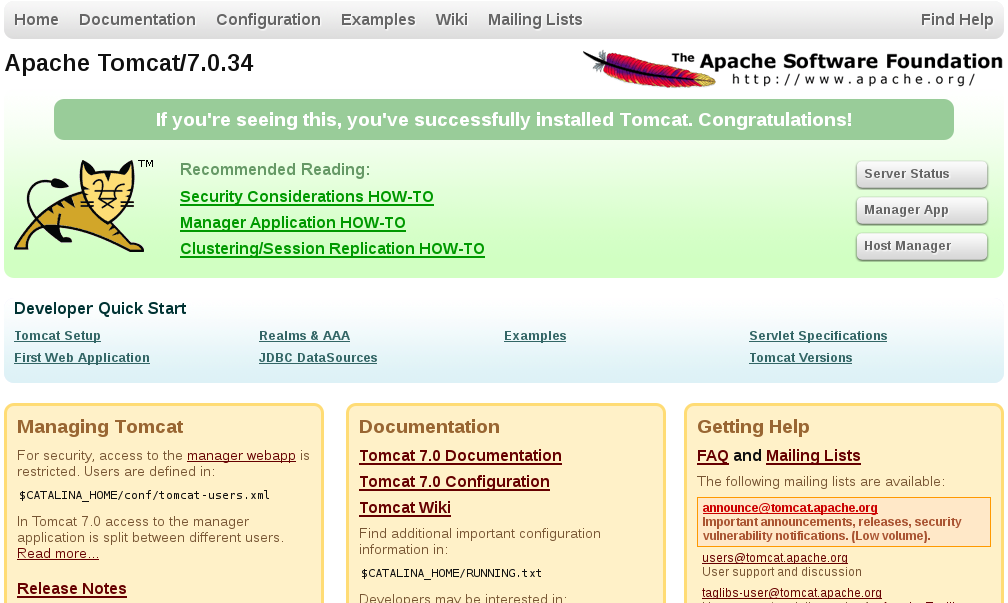 Home Documentation Configuration Examples Wiki Mailing Lists Find Help
Apache Tomcat/7.0.34
The Apache Software Foundation
http://www.apache.org/
If you're seeing this, you've successfully installed Tomcat. Congratulations!
TM
Recommended Reading:
Security Considerations HOW-TO
Manager Application HOW-TO
Clustering/Session Replication HOW-TO
Server Status
Manager App
Host Manager
Developer Quick Start
Tomcat Setup
First Web Application
Realms & AAA
JDBC DataSources
Examples
Servlet Specifications
Tomcat Versions
Managing Tomcat
For security, access to the manager webapp is
restricted. Users are defined in:
$CATALINA_HOME/conf/tomcat-users.xml
In Tomcat 7.0 access to the manager
application is split between different users.
Read more...
Release Notes
Documentation
Tomcat 7.0 Documentation
Tomcat 7.0 Configuration
Tomcat Wiki
Find additional important configuration
information in:
$CATALINA_HOME/RUNNING.txt
Developers may be interested in:
Getting Help
FAQ and Mailing Lists
The following mailing lists are available:
announce@tomcat.apache.org
Important announcements, releases, security
vulnerability notifications. (Low volume).
users@tomcat.apache.org
User support and discussion
taglibs-user@tomcat.apache.org